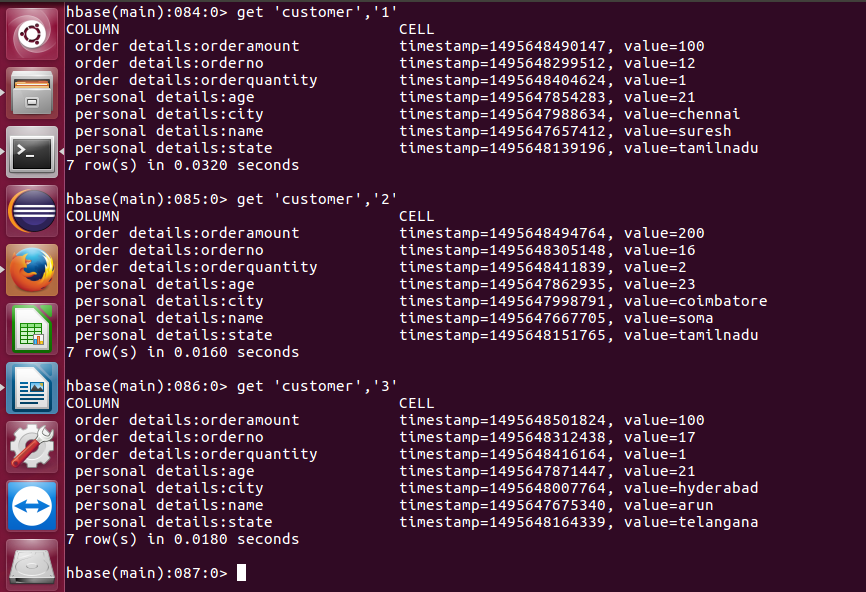 hbase(main):084:0> get 'customer','1'
COLUMN CELL
order details:orderamount timestamp=1495648490147, value=100
order details:orderno timestamp=1495648299512, value=12
order details:orderquantity timestamp=1495648404624, value=1
personal details:age timestamp=1495647854283, value=21
personal details:city timestamp=1495647988634, value=chennai
personal details:name timestamp=1495647657412, value=suresh
personal details:state timestamp=1495648139196, value=tamilnadu
7 row(s) in 0.0320 seconds
hbase(main):085:0> get 'customer','2'
COLUMN CELL
order details:orderamount timestamp=1495648494764, value=200
order details:orderno timestamp=1495648305148, value=16
order details:orderquantity timestamp=1495648411839, value=2
personal details:age timestamp=1495647862935, value=23
personal details:city timestamp=1495647998791, value=coimbatore
personal details:name timestamp=1495647667705, value=soma
personal details:state timestamp=1495648151765, value=tamilnadu
7 row(s) in 0.0160 seconds
hbase(main):086:0> get 'customer','3'
COLUMN CELL
order details:orderamount timestamp=1495648501824, value=100
order details:orderno timestamp=1495648312438, value=17
order details:orderquantity timestamp=1495648416164, value=1
personal details:age timestamp=1495647871447, value=21
personal details:city timestamp=1495648007764, value=hyderabad
personal details:name timestamp=1495647675340, value=arun
personal details:state timestamp=1495648164339, value=telangana
7 row(s) in 0.0180 seconds
hbase(main):087:0>